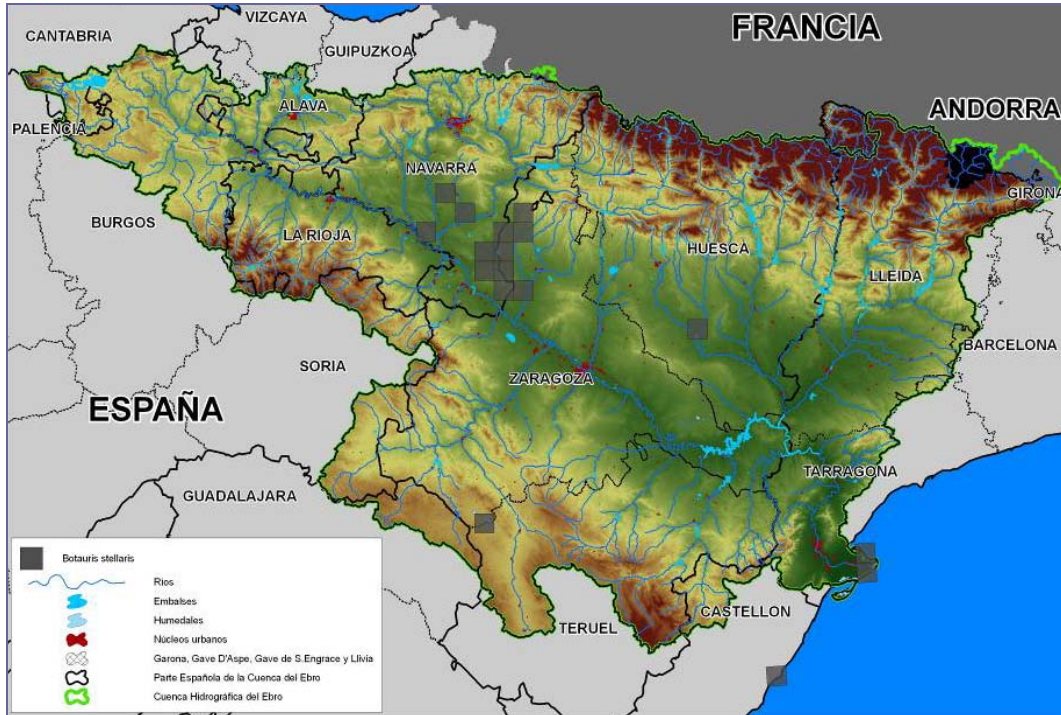 FRANCIA
VIZCAYA
CANTABRIA
GUIPUZKOA
ALAVA
ANDORRA
PALENCIA
NAVARRA
GIRONA
BURGOS
LA RIOJA
HUESCA
LLEIDA
BARCELONA
SORIA
ZARAGOZA
ESPAÑA
TARRAGONA
GUADALAJARA
CASTELLON
TERUEL
Botauris stellaris
Rios
Embalses
Humedales
Núcleos urbanos
Garona, Gave D'Aspe, Gave de S.Engrace y Llivia
Parte Española de la Cuenca del Ebro
Cuenca Hidrográfica del Ebro